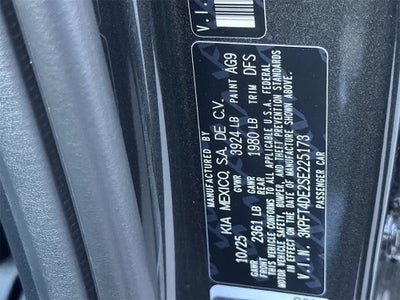 MANUFACTURED BY
KIA MEXICO, S.A. DE C.V.
10/25 GVWR 3924 LB PAINT AG9
GAWR FRONT 2361 LB GAWR REAR 1980 LB TRIM DFS
THIS VEHICLE CONFORMS TO ALL APPLICABLE U.S.A. FEDERAL
MOTOR VEHICLE SAFETY, BUMPER, AND THEFT PREVENTION STANDARDS
IN EFFECT ON THE DATE OF MANUFACTURE SHOWN ABOVE.
V.I.N. 3KPFT4DE2SE225173
PASSENGER CAR
V.I.